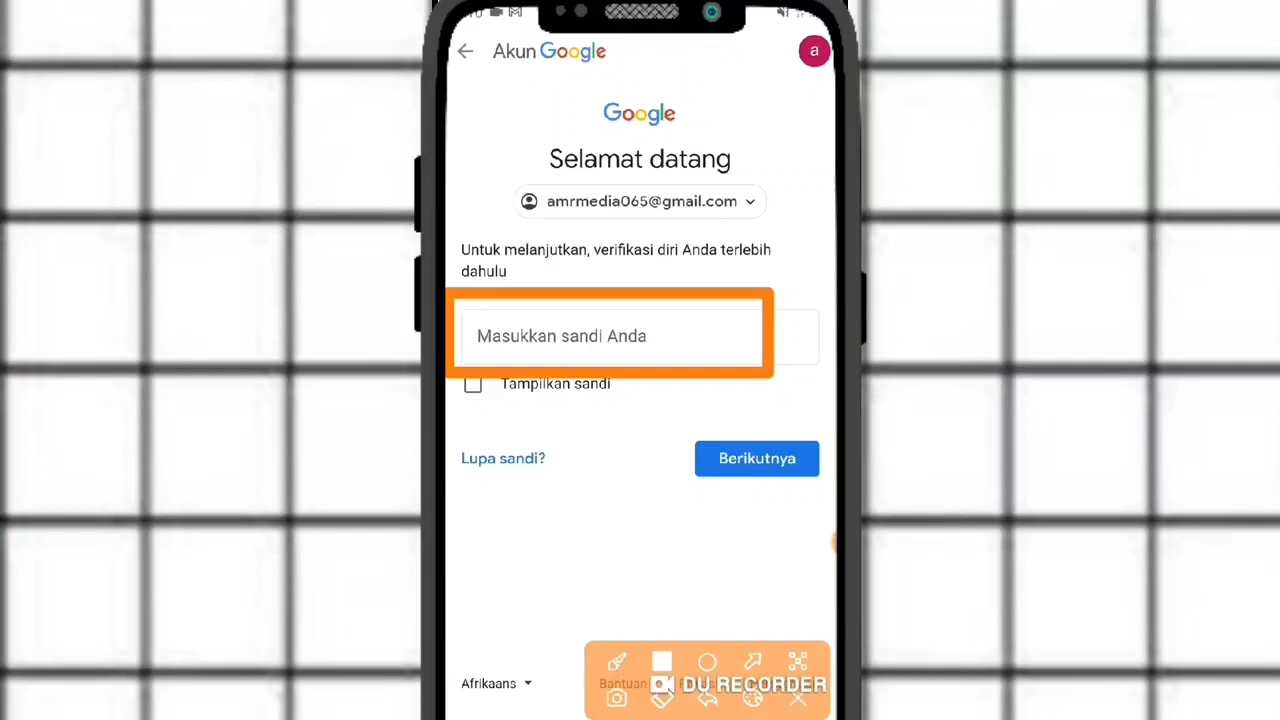 Akun Google
a
Google
Selamat datang
amrmedia065@gmail.com
Untuk melanjutkan, verifikasi diri Anda terlebih
dahulu
Masukkan sandi Anda
Tampilkan sandi
Lupa sandi?
Berikutnya
Afrikaans
Bantuan
DU RECORDER